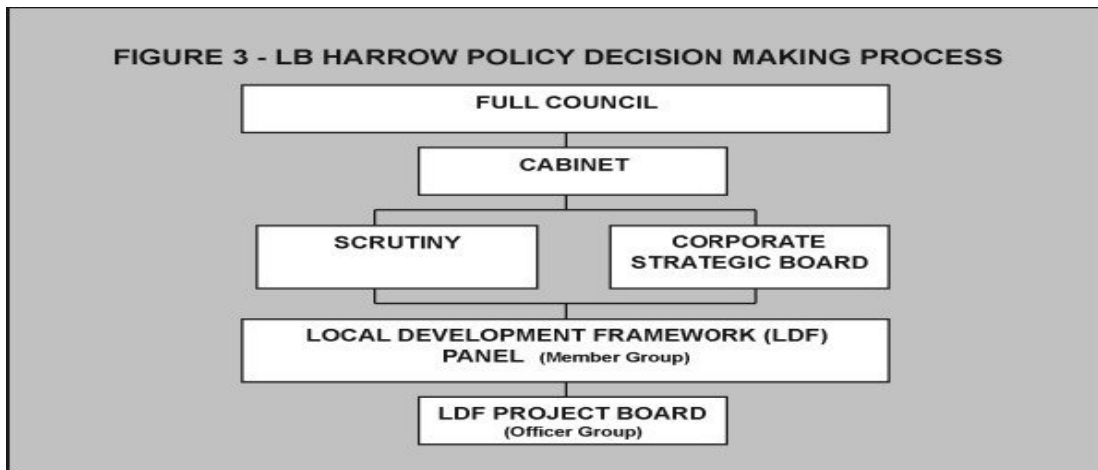 FIGURE 3 - LB HARROW POLICY DECISION MAKING PROCESS
FULL COUNCIL
CABINET
SCRUTINY
CORPORATE
STRATEGIC BOARD
LOCAL DEVELOPMENT FRAMEWORK (LDF)
PANEL (Member Group)
LDF PROJECT BOARD
(Officer Group)